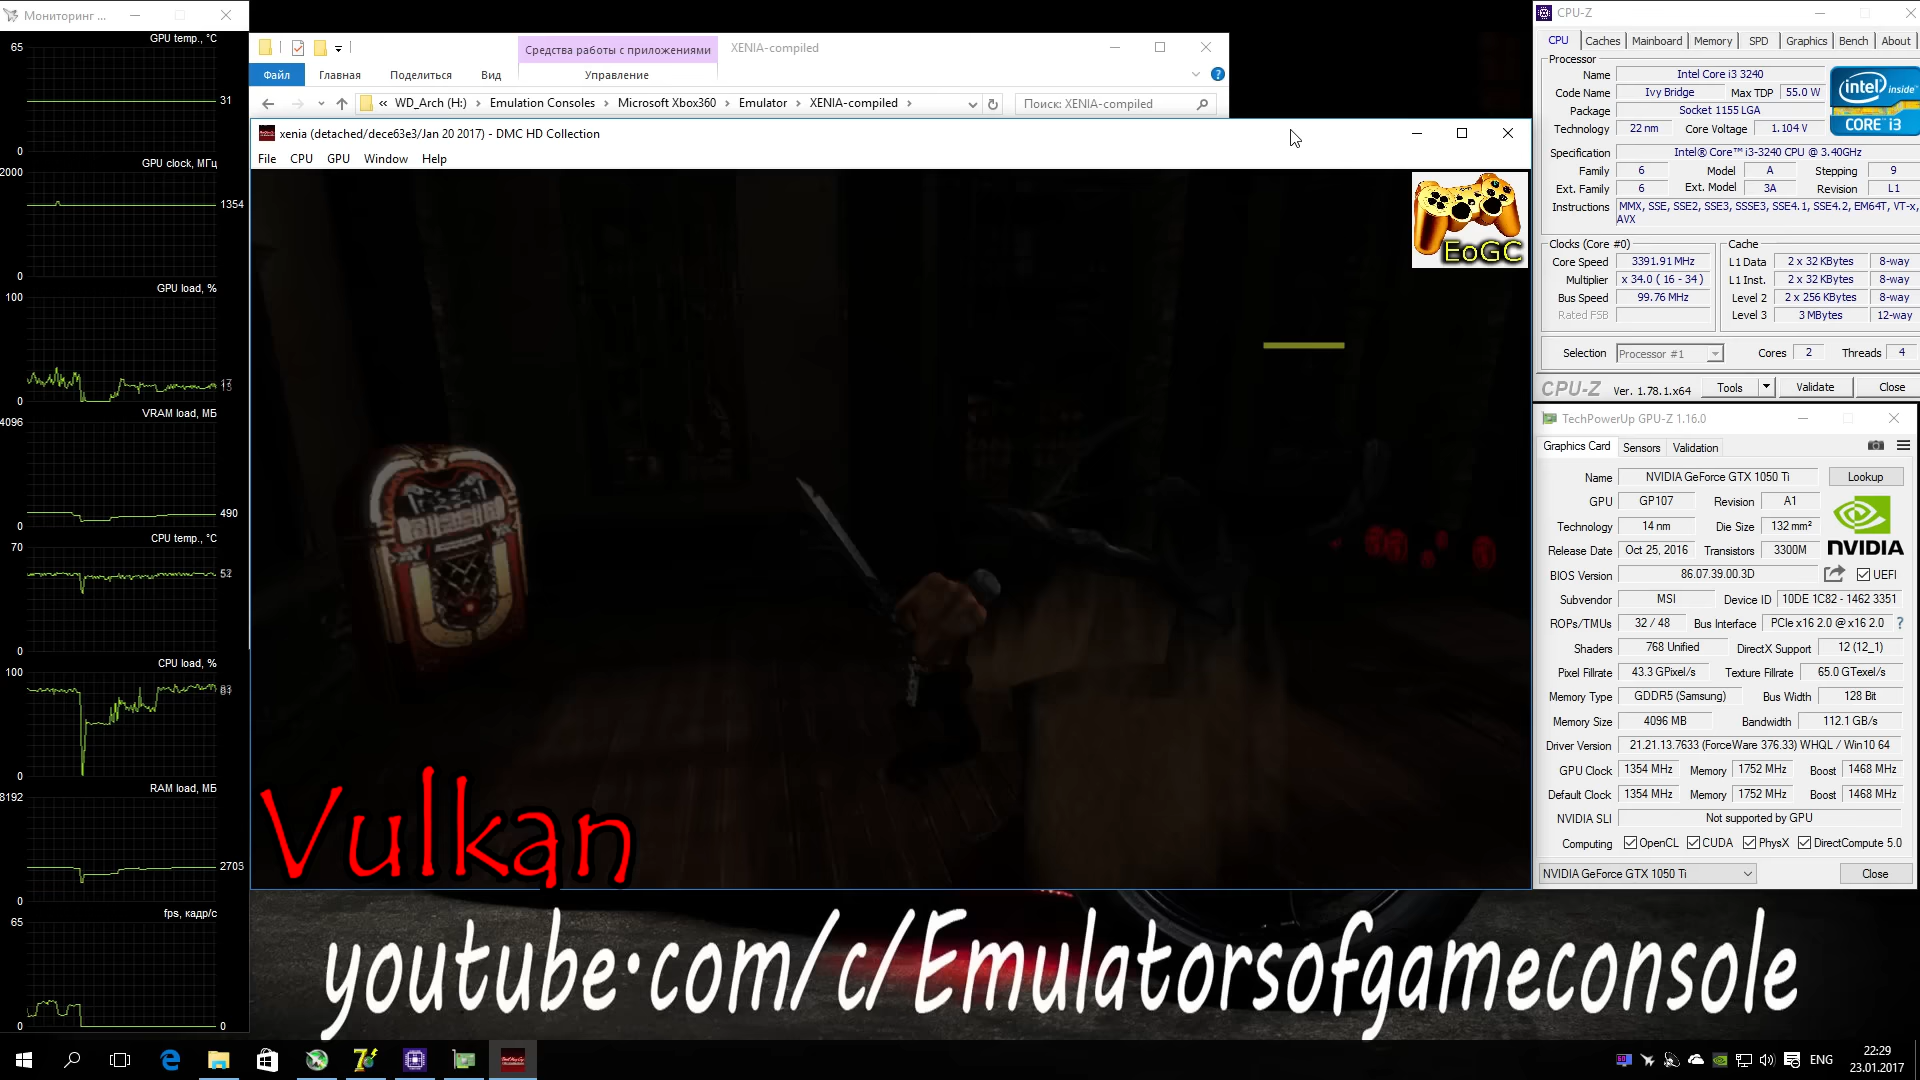 Мониторинг ...
GPU temp., °C
65
31
0
GPU clock, МГц
2000
1354
0
GPU load, %
100
0
VRAM load, МБ
4096
490
0
CPU temp., °C
70
0
CPU load, %
100
0
RAM load, МБ
8192
0
fps, кадр/с
65
0
0
Средства работы с приложениями
XENIA-compiled
Файл
Главная
Поделиться
Вид
Управление
« WD_Arch (H:) › Emulation Consoles › Microsoft Xbox360 › Emulator › XENIA-compiled ›
Поиск: XENIA-compiled
xenia (detached/dece63e3/Jan 20 2017) - DMC HD Collection
File CPU GPU Window Help
EoGC
Vulkan
youtube.com/c/Emulatorsofgameconsole
CPU-Z
CPU Caches Mainboard Memory SPD Graphics Bench About
Processor
Name Intel Core i3 3240
Code Name Ivy Bridge Max TDP 55.0 W
Package Socket 1155 LGA
Technology 22 nm Core Voltage 1.104 V
intel inside™
CORE i3
Specification Intel® Core™ i3-3240 CPU @ 3.40GHz
Family 6 Model A Stepping 9
Ext. Family 6 Ext. Model 3A Revision L1
Instructions MMX, SSE, SSE2, SSE3, SSSE3, SSE4.1, SSE4.2, EM64T, VT-x,
AVX
Clocks (Core #0)
Core Speed 3391.91 MHz
Multiplier x 34.0 ( 16 - 34 )
Bus Speed 99.76 MHz
Rated FSB
Cache
L1 Data 2 x 32 KBytes 8-way
L1 Inst. 2 x 32 KBytes 8-way
Level 2 2 x 256 KBytes 8-way
Level 3 3 MBytes 12-way
Selection Processor #1 Cores 2 Threads 4
CPU-Z Ver. 1.78.1.x64 Tools Validate Close
TechPowerUp GPU-Z 1.16.0
Graphics Card Sensors Validation
Name NVIDIA GeForce GTX 1050 Ti Lookup
GPU GP107 Revision A1
Technology 14 nm Die Size 132 mm²
Release Date Oct 25, 2016 Transistors 3300M
NVIDIA
BIOS Version 86.07.39.00.3D UEFI
Subvendor MSI Device ID 10DE 1C82 - 1462 3351
ROPs/TMUs 32 / 48 Bus Interface PCIe x16 2.0 @ x16 2.0 ?
Shaders 768 Unified DirectX Support 12 (12_1)
Pixel Fillrate 43.3 GPixel/s Texture Fillrate 65.0 GTexel/s
Memory Type GDDR5 (Samsung) Bus Width 128 Bit
Memory Size 4096 MB Bandwidth 112.1 GB/s
Driver Version 21.21.13.7633 (ForceWare 376.33) WHQL / Win10 64
GPU Clock 1354 MHz Memory 1752 MHz Boost 1468 MHz
Default Clock 1354 MHz Memory 1752 MHz Boost 1468 MHz
NVIDIA SLI Not supported by GPU
Computing OpenCL CUDA PhysX DirectCompute 5.0
NVIDIA GeForce GTX 1050 Ti Close
ENG
22:29
23.01.2017